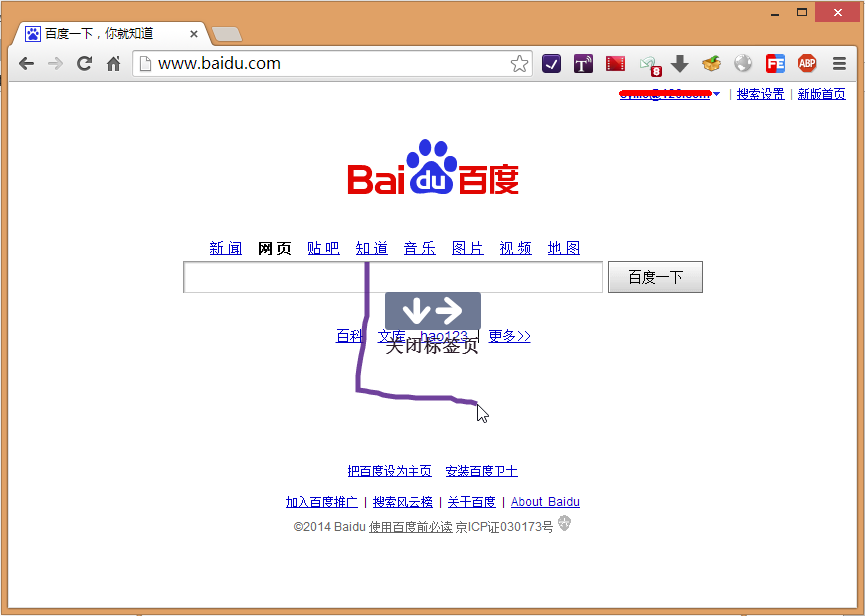 百度一下，你就知道
www.baidu.com
T
8
FE
ABP
搜索设置 | 新版首页
Bai du 百度
新闻 网页 贴吧 知道 音乐 图片 视频 地图
百度一下
百科 文库 hao123 | 更多>>
关闭标签页
把百度设为主页 安装百度卫士
加入百度推广 | 搜索风云榜 | 关于百度 | About Baidu
©2014 Baidu 使用百度前必读 京ICP证030173号